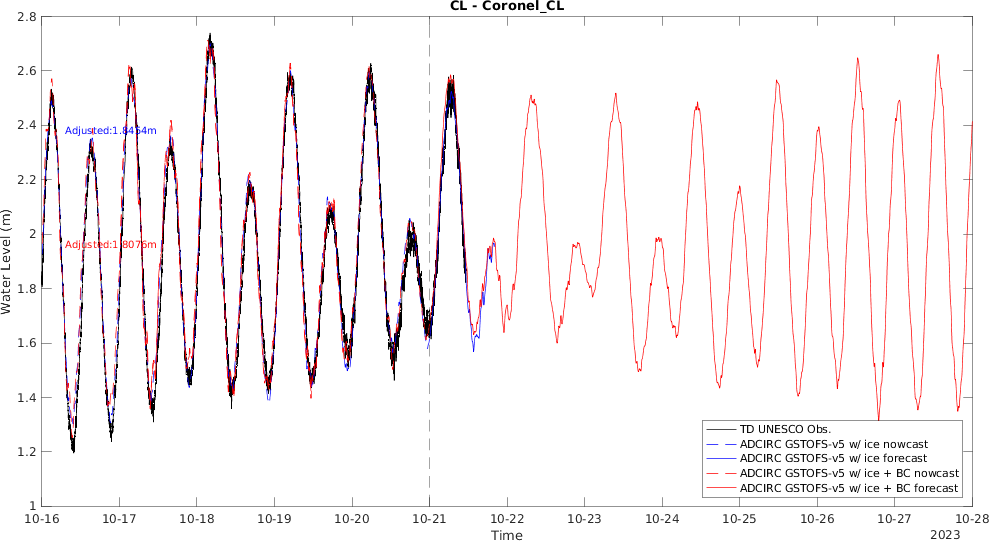 CL - Coronel_CL
2.8
2.6
2.4
2.2
2
1.8
1.6
1.4
1.2
1
Water Level (m)
Adjusted:1.8454m
Adjusted:1.8076m
TD UNESCO Obs.
ADCIRC GSTOFS-v5 w/ ice nowcast
ADCIRC GSTOFS-v5 w/ ice forecast
ADCIRC GSTOFS-v5 w/ ice + BC nowcast
ADCIRC GSTOFS-v5 w/ ice + BC forecast
10-16 10-17 10-18 10-19 10-20 10-21 10-22 10-23 10-24 10-25 10-26 10-27 10-28
Time
2023